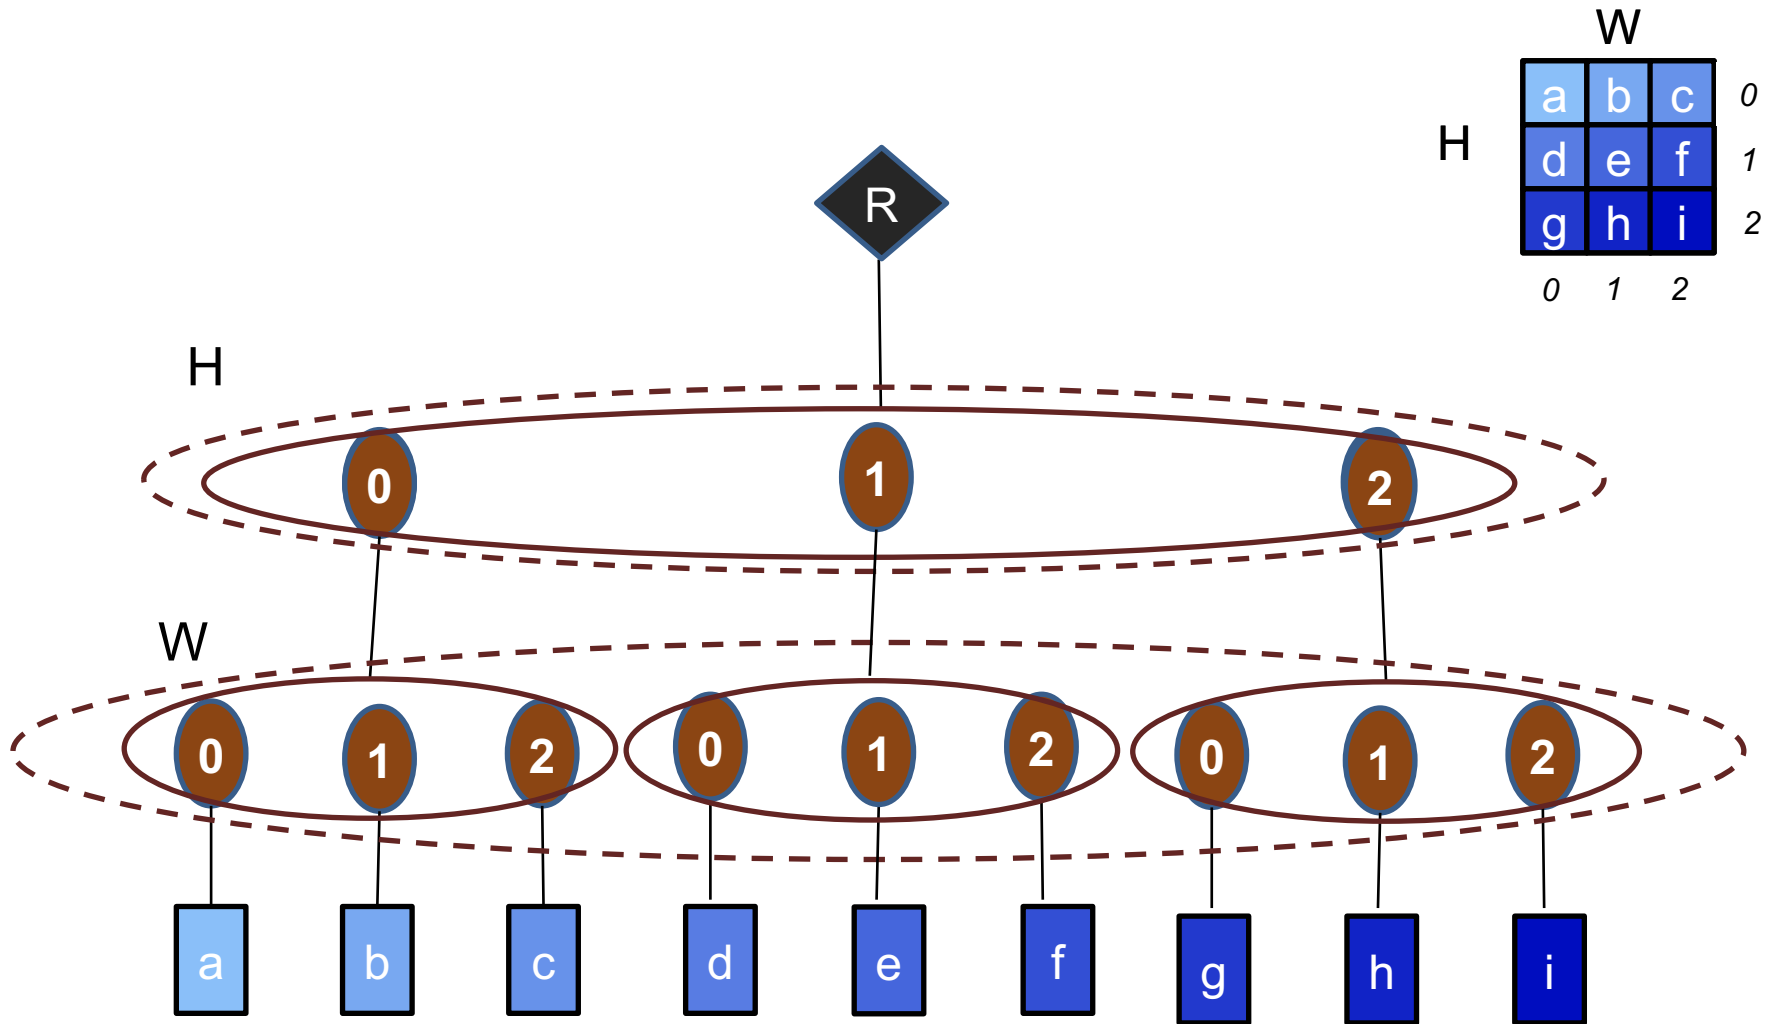 W
a b c 0
H
d e f 1
g h i 2
0 1 2
R
H
0 1 2
W
0 1 2 0 1 2 0 1 2
a b c d e f g h i